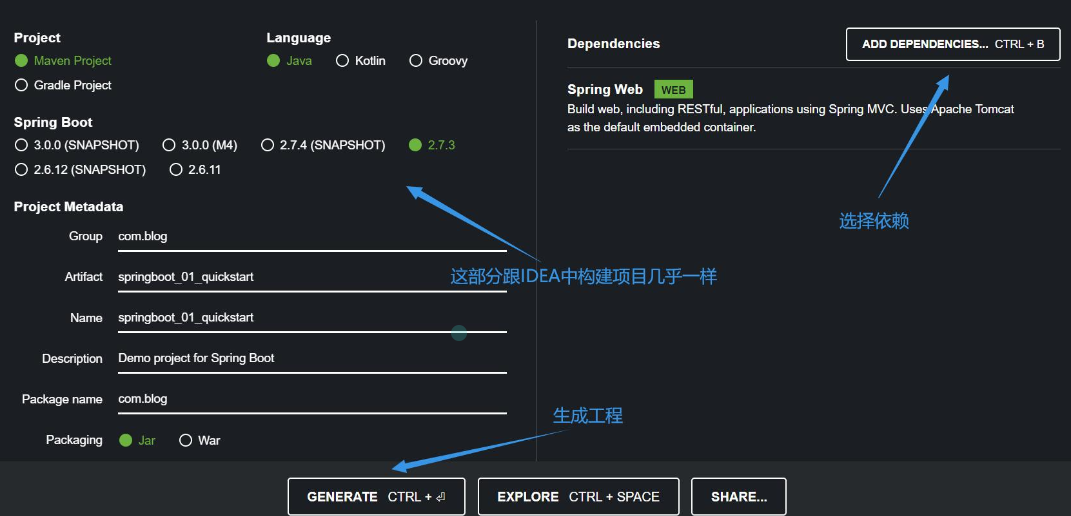 Project
Language
Maven Project
Java
Kotlin
Groovy
Gradle Project
Spring Boot
3.0.0 (SNAPSHOT)
3.0.0 (M4)
2.7.4 (SNAPSHOT)
2.7.3
2.6.12 (SNAPSHOT)
2.6.11
Project Metadata
Group com.blog
Artifact springboot_01_quickstart
Name springboot_01_quickstart
Description Demo project for Spring Boot
Package name com.blog
Packaging Jar War
Dependencies
ADD DEPENDENCIES... CTRL + B
Spring Web WEB
Build web, including RESTful, applications using Spring MVC. Uses Apache Tomcat
as the default embedded container.
选择依赖
这部分跟IDEA中构建项目几乎一样
生成工程
GENERATE CTRL + ⏎
EXPLORE CTRL + SPACE
SHARE...